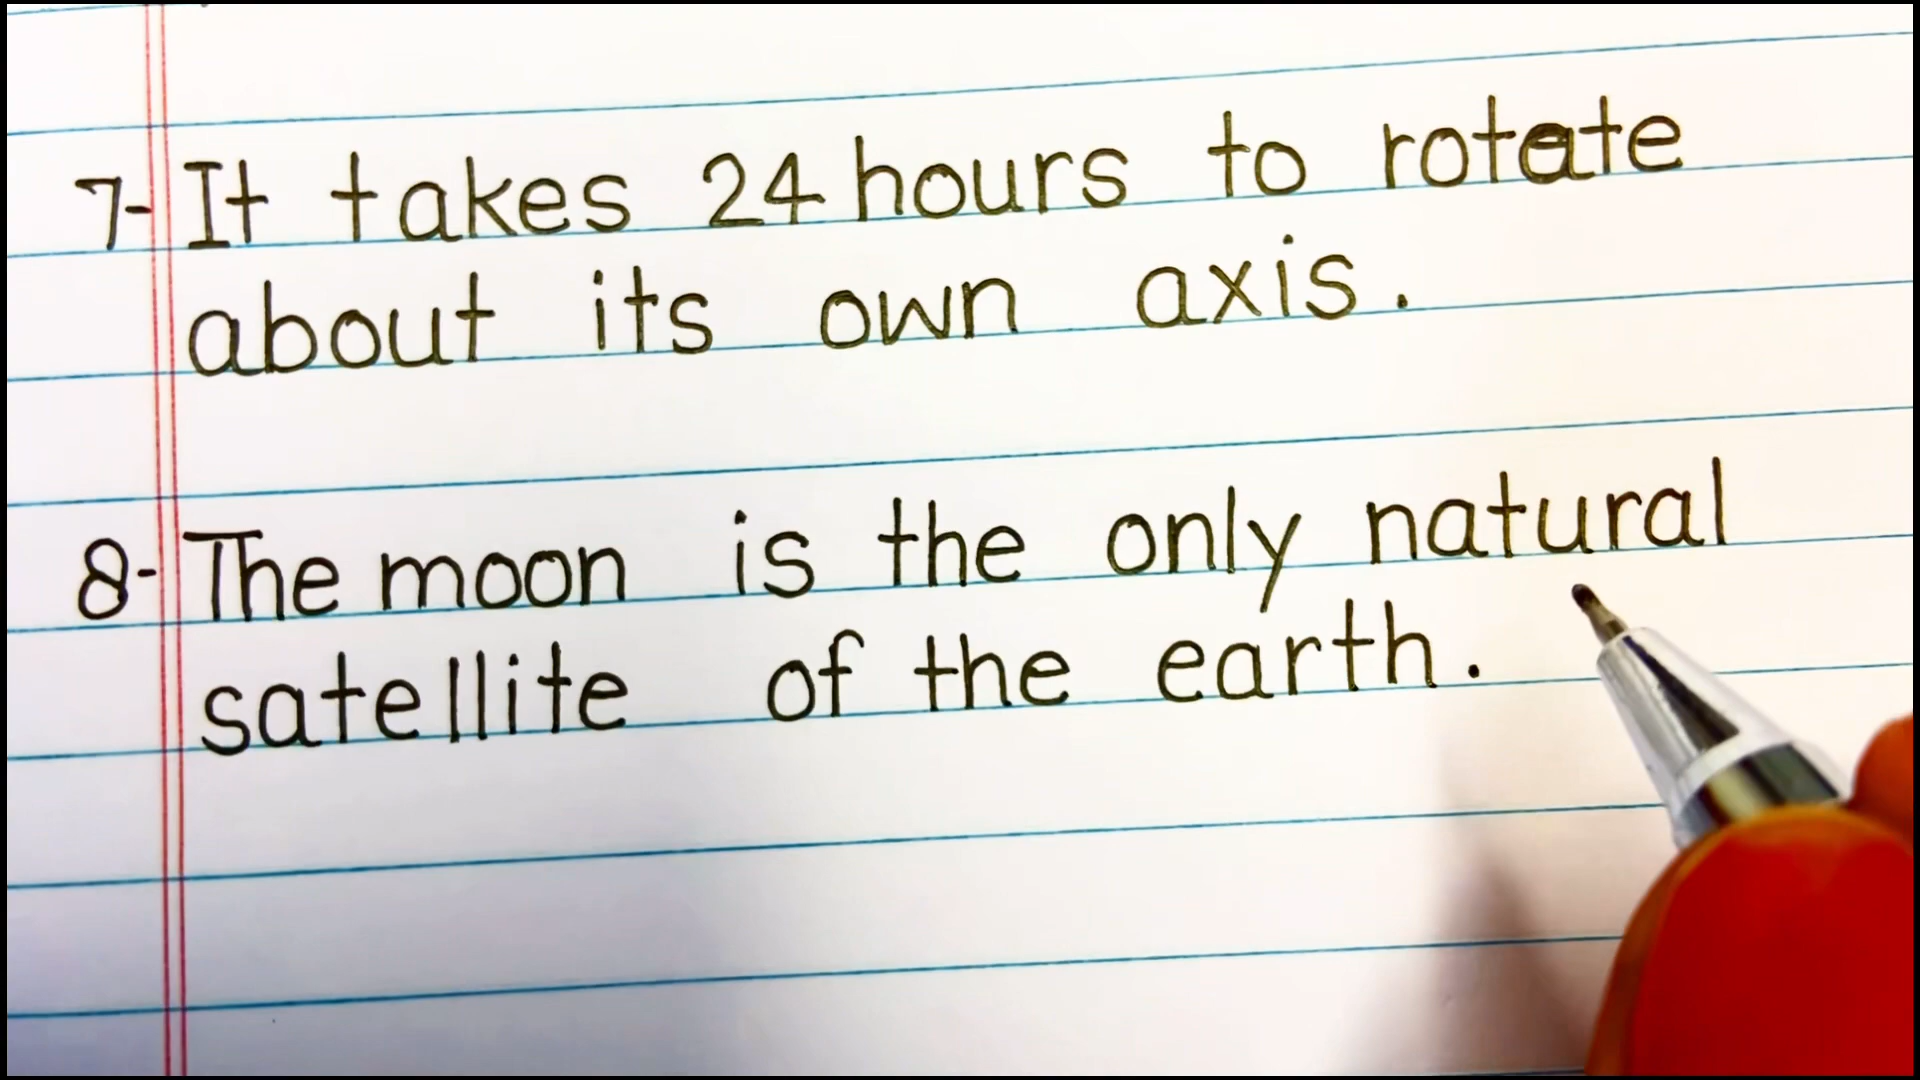 7- It takes 24 hours to rotate
about its own axis.
8- The moon is the only natural
satellite of the earth.